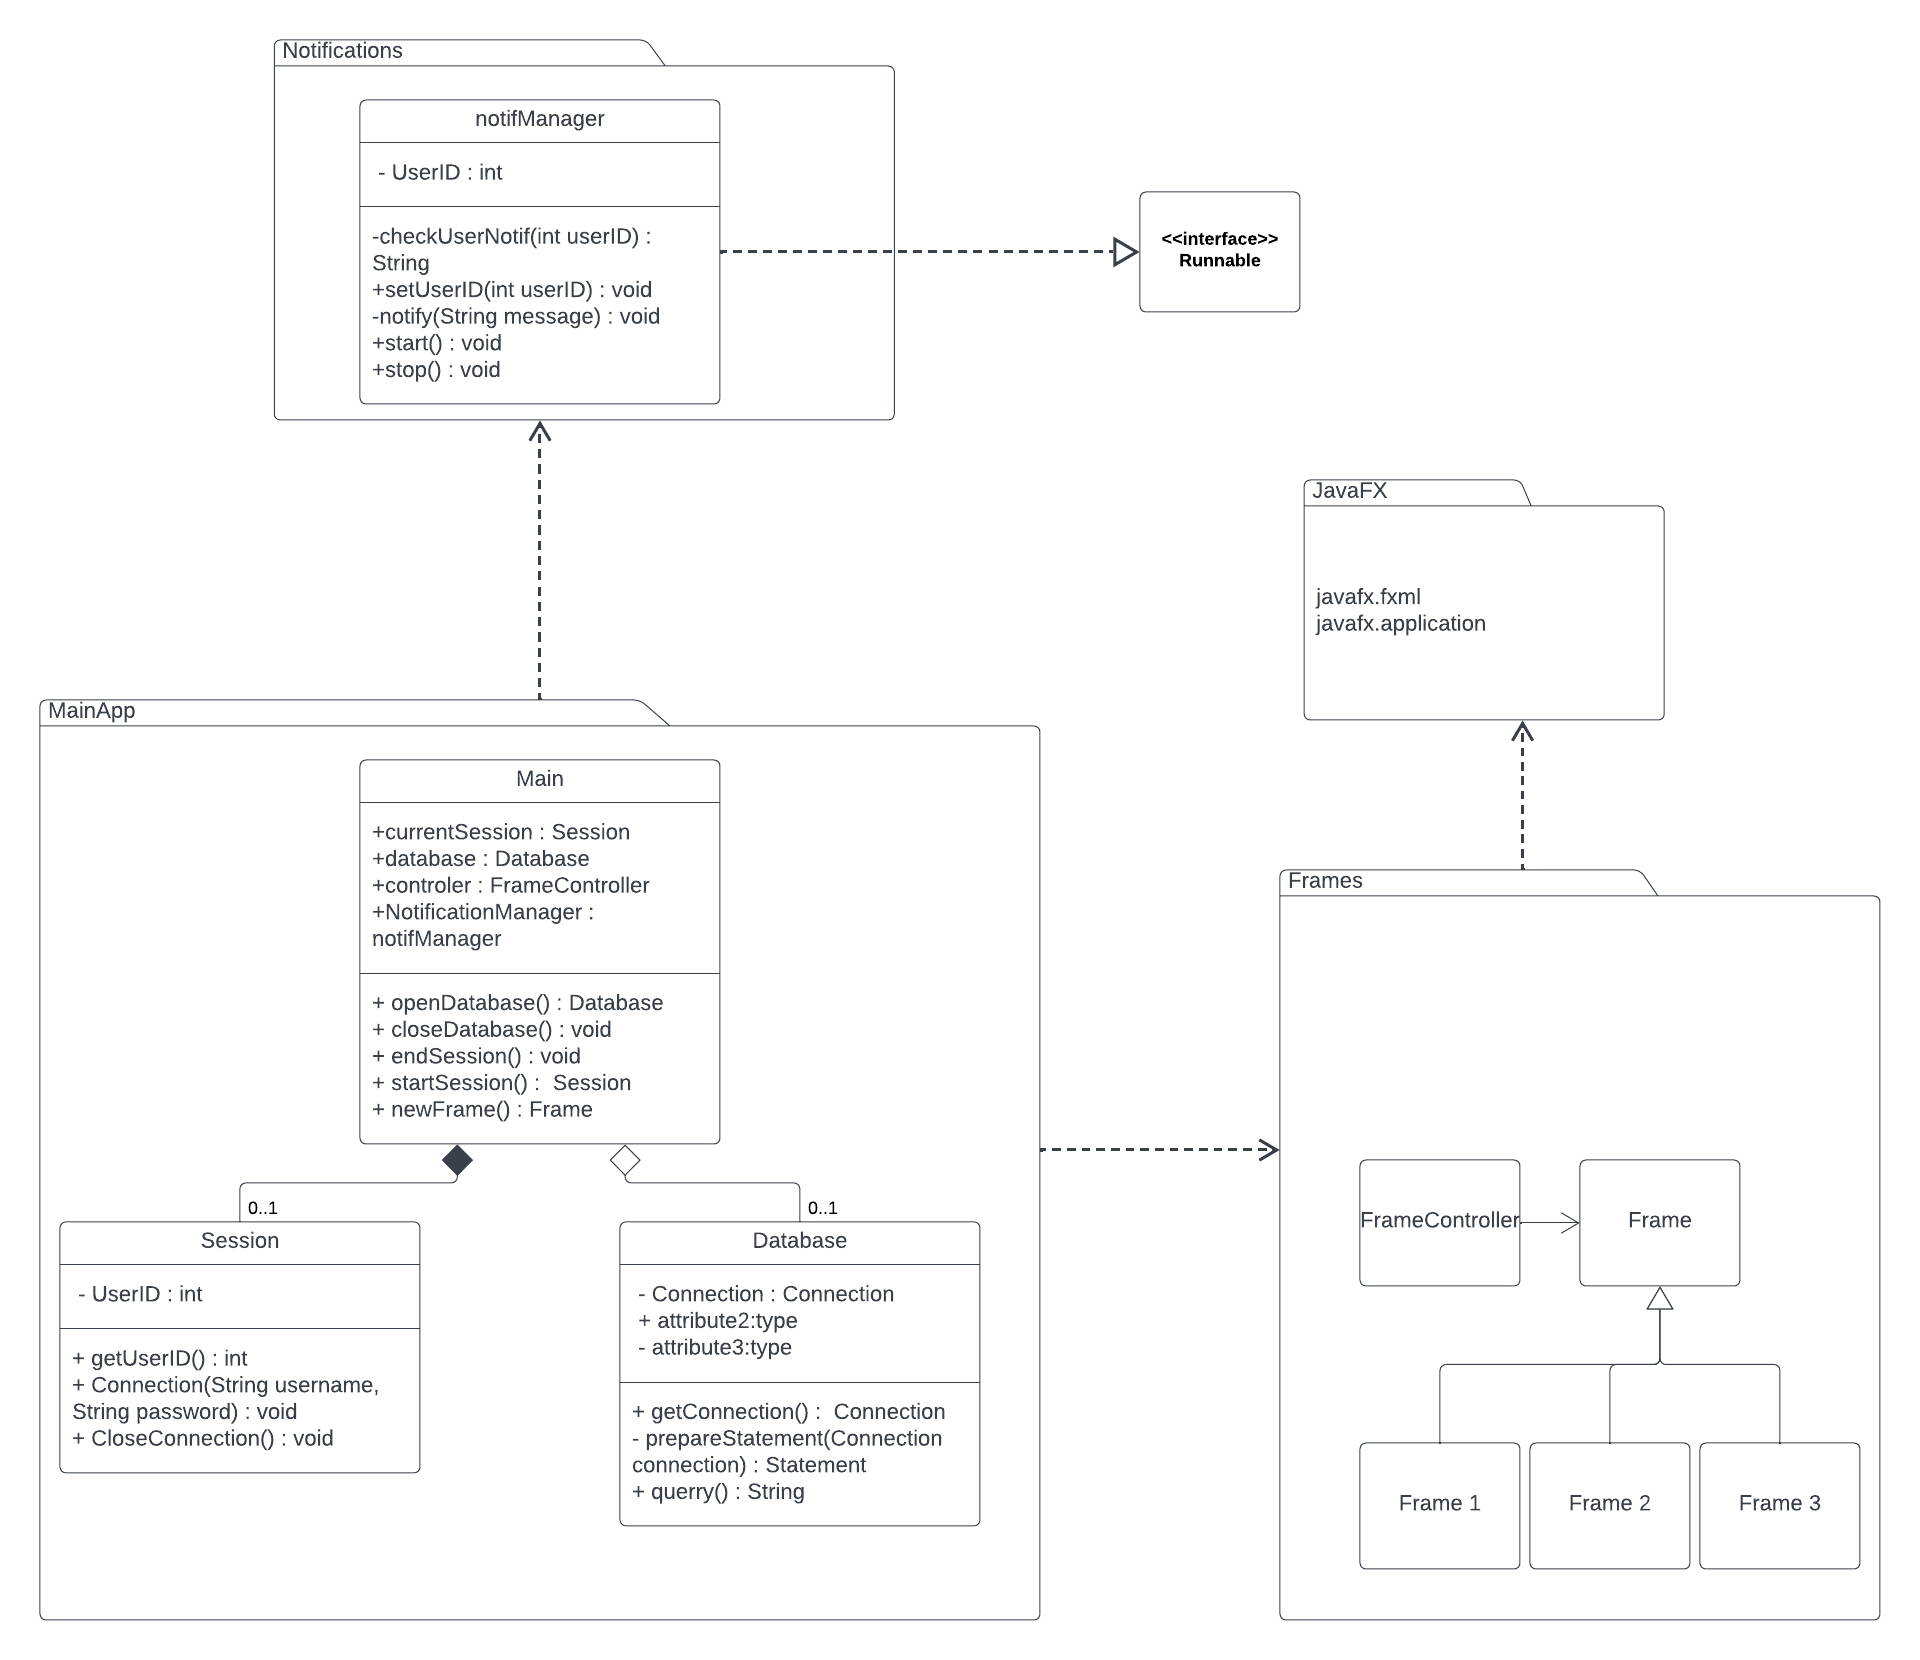 Notifications
notifManager
- UserID : int
-checkUserNotif(int userID) :
String
+setUserID(int userID) : void
-notify(String message) : void
+start() : void
+stop() : void
<<interface>>
Runnable
JavaFX
javafx.fxml
javafx.application
MainApp
Main
+currentSession : Session
+database : Database
+controler : FrameController
+NotificationManager :
notifManager
+ openDatabase() : Database
+ closeDatabase() : void
+ endSession() : void
+ startSession() :  Session
+ newFrame() : Frame
0..1
0..1
Session
- UserID : int
+ getUserID() : int
+ Connection(String username,
String password) : void
+ CloseConnection() : void
Database
- Connection : Connection
+ attribute2:type
- attribute3:type
+ getConnection() :  Connection
- prepareStatement(Connection
connection) : Statement
+ querry() : String
Frames
FrameController
Frame
Frame 1
Frame 2
Frame 3